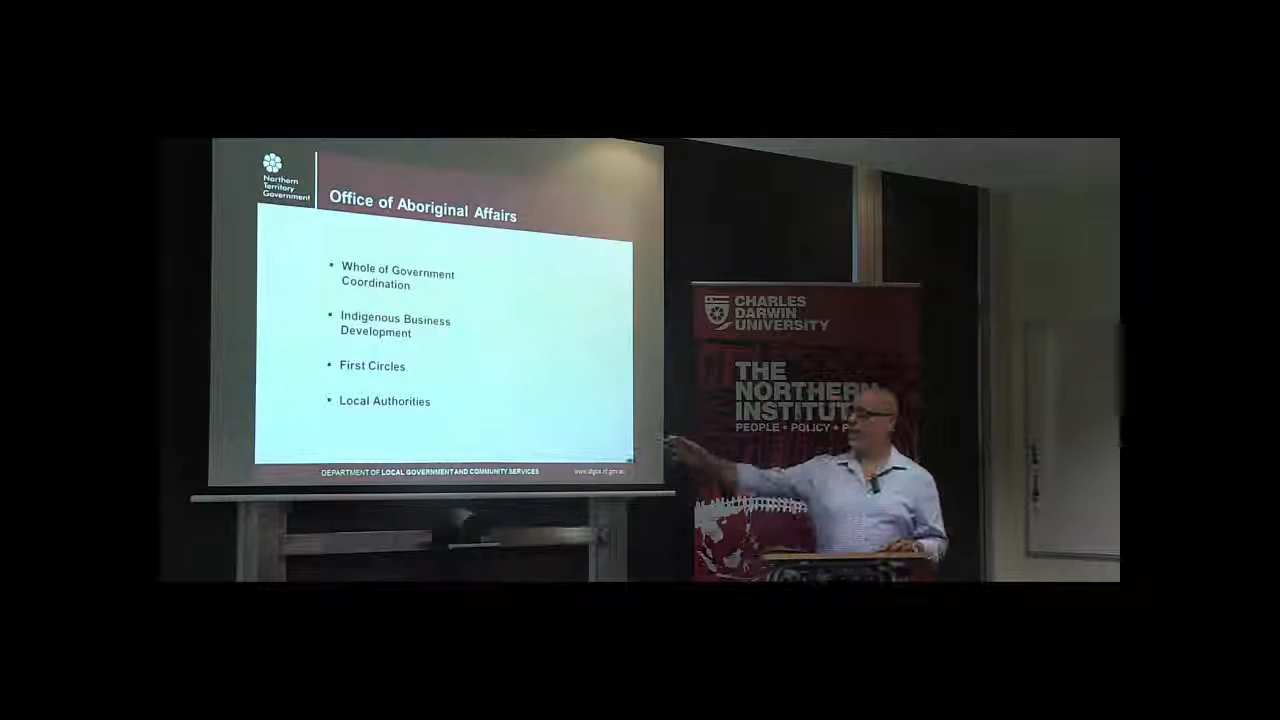 Northern
Territory
Government
Office of Aboriginal Affairs
▪ Whole of Government
Coordination
▪ Indigenous Business
Development
▪ First Circles
▪ Local Authorities
DEPARTMENT OF LOCAL GOVERNMENT AND COMMUNITY SERVICES
CHARLES
DARWIN
UNIVERSITY
THE
NORTHERN
PEOPLE • POLICY •